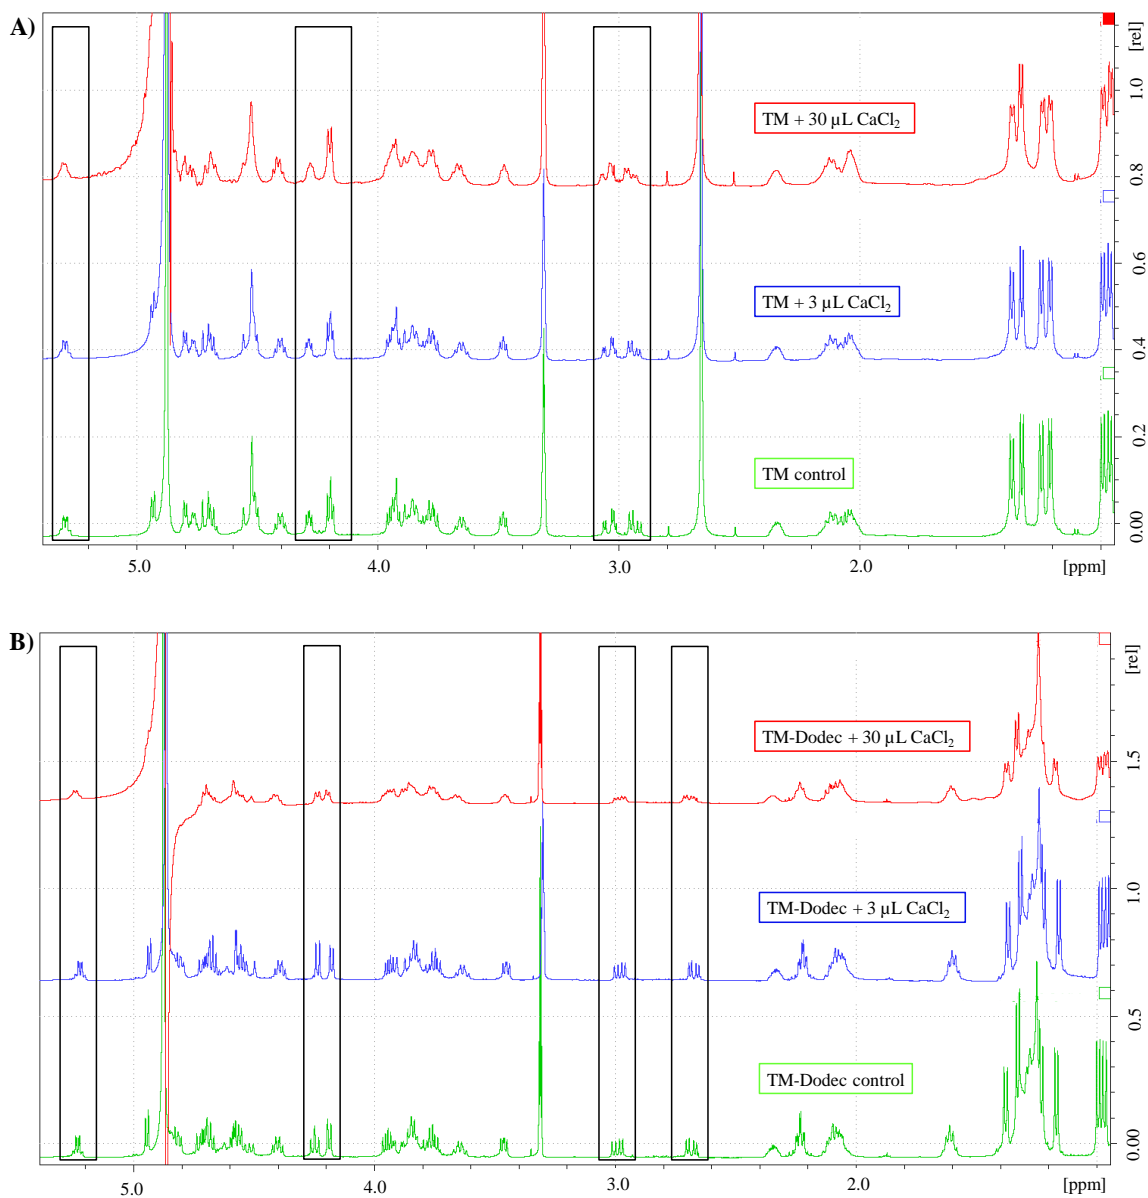 A)
[rel]
1.0
TM + 30 µL CaCl₂
0.8
0.6
TM + 3 µL CaCl₂
0.4
0.2
TM control
0.00
5.0 4.0 3.0 2.0 [ppm]
B)
[rel]
TM-Dodec + 30 µL CaCl₂
1.5
TM-Dodec + 3 µL CaCl₂
1.0
0.5
TM-Dodec control
0.00
5.0 4.0 3.0 2.0 [ppm]